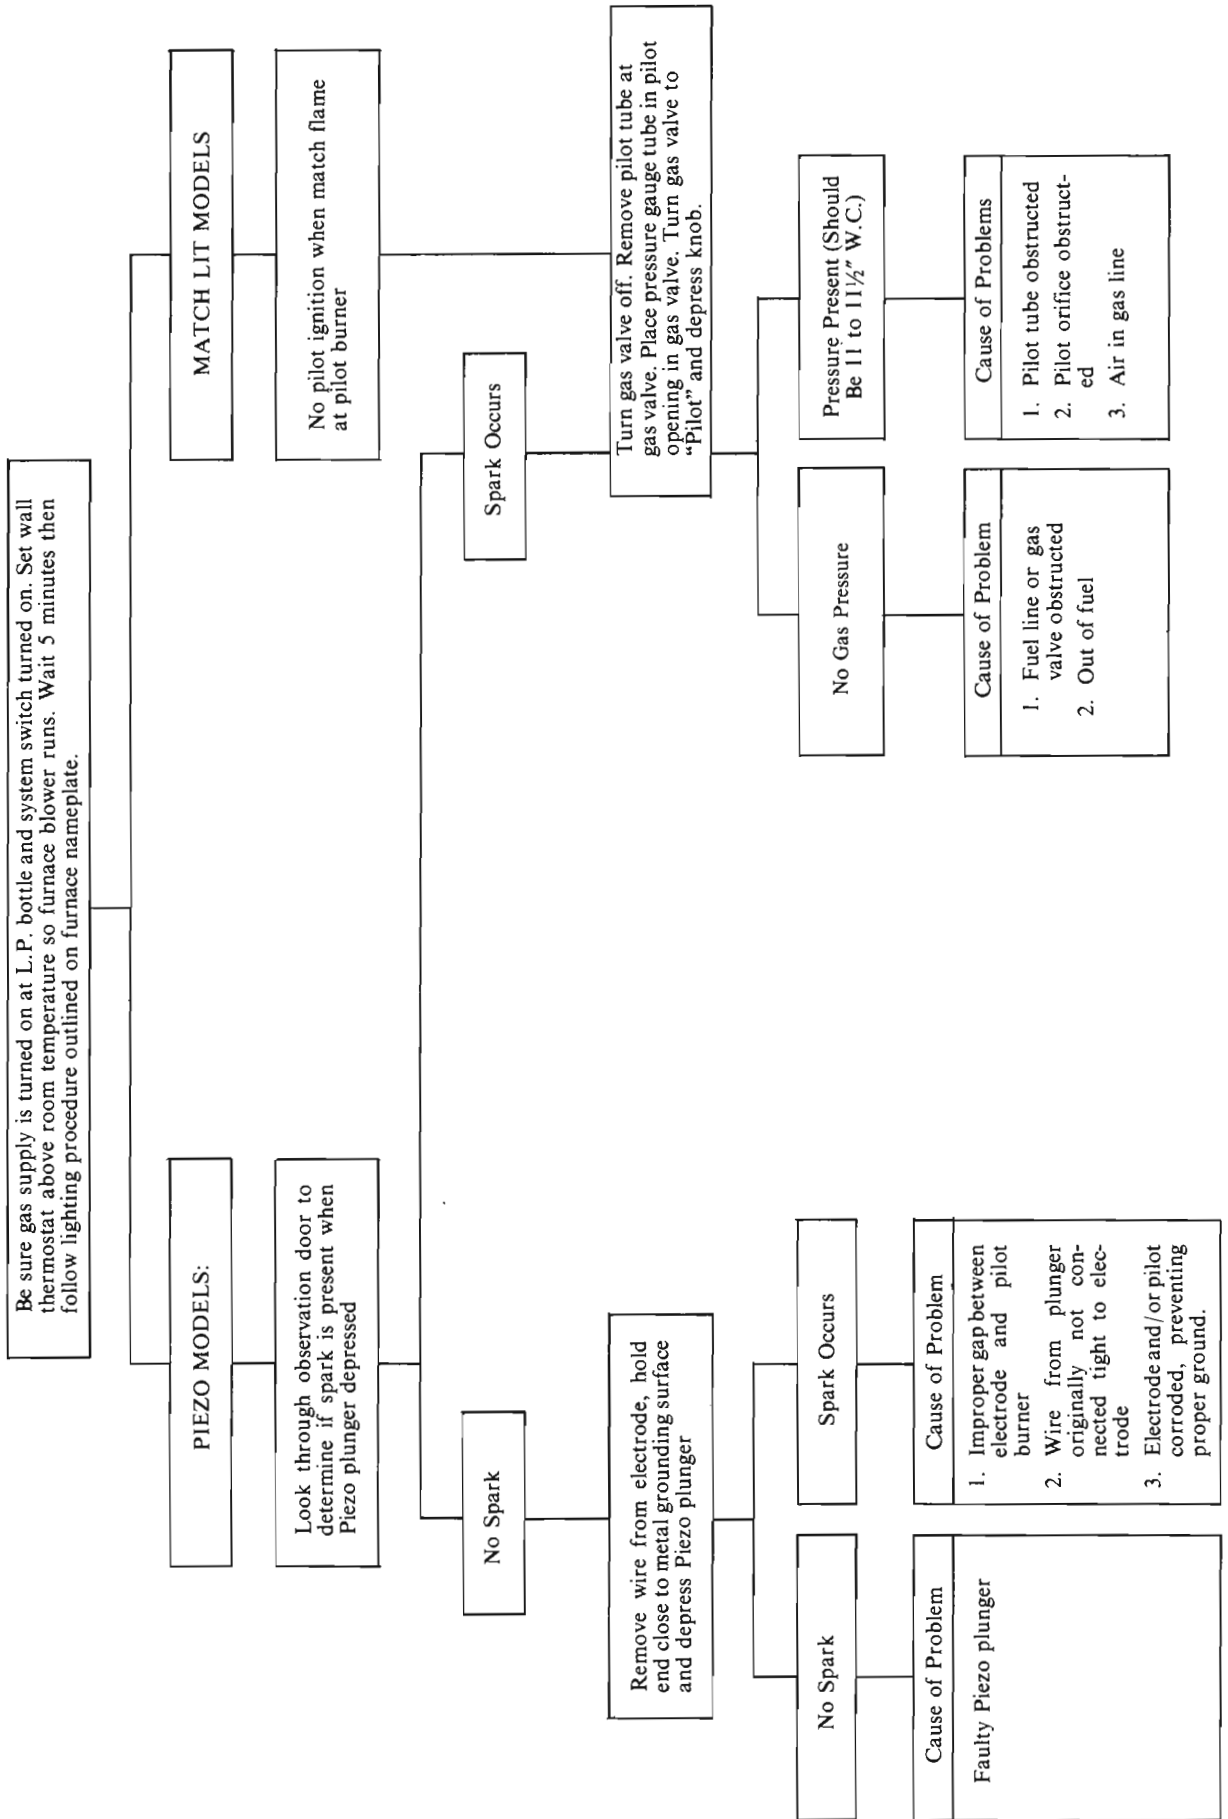 Be sure gas supply is turned on at L.P. bottle and system switch turned on. Set wall
thermostat above room temperature so furnace blower runs. Wait 5 minutes then
follow lighting procedure outlined on furnace nameplate.
PIEZO MODELS:
Look through observation door to
determine if spark is present when
Piezo plunger depressed
MATCH LIT MODELS
No pilot ignition when match flame
at pilot burner
No Spark
Spark Occurs
Remove wire from electrode, hold
end close to metal grounding surface
and depress Piezo plunger
Turn gas valve off. Remove pilot tube at
gas valve. Place pressure gauge tube in pilot
opening in gas valve. Turn gas valve to
“Pilot” and depress knob.
No Spark
Cause of Problem
Faulty Piezo plunger
Spark Occurs
Cause of Problem
1. Improper gap between
electrode and pilot
burner
2. Wire from plunger
originally not con-
nected tight to elec-
trode
3. Electrode and/or pilot
corroded, preventing
proper ground.
No Gas Pressure
Cause of Problem
1. Fuel line or gas
valve obstructed
2. Out of fuel
Pressure Present (Should
Be 11 to 11½″ W.C.)
Cause of Problems
1. Pilot tube obstructed
2. Pilot orifice obstruct-
ed
3. Air in gas line